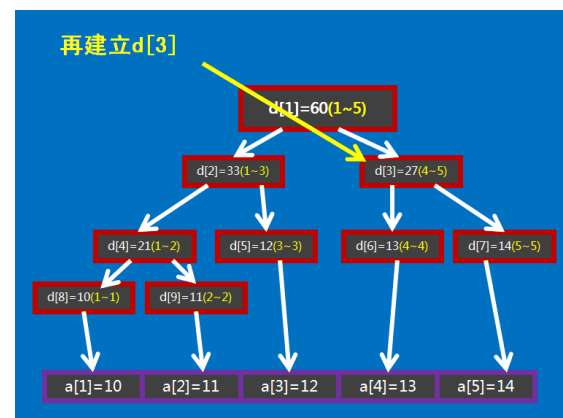 再建立d[3]
d[1]=60(1~5)
d[2]=33(1~3)
d[3]=27(4~5)
d[4]=21(1~2)
d[5]=12(3~3)
d[6]=13(4~4)
d[7]=14(5~5)
d[8]=10(1~1)
d[9]=11(2~2)
a[1]=10
a[2]=11
a[3]=12
a[4]=13
a[5]=14